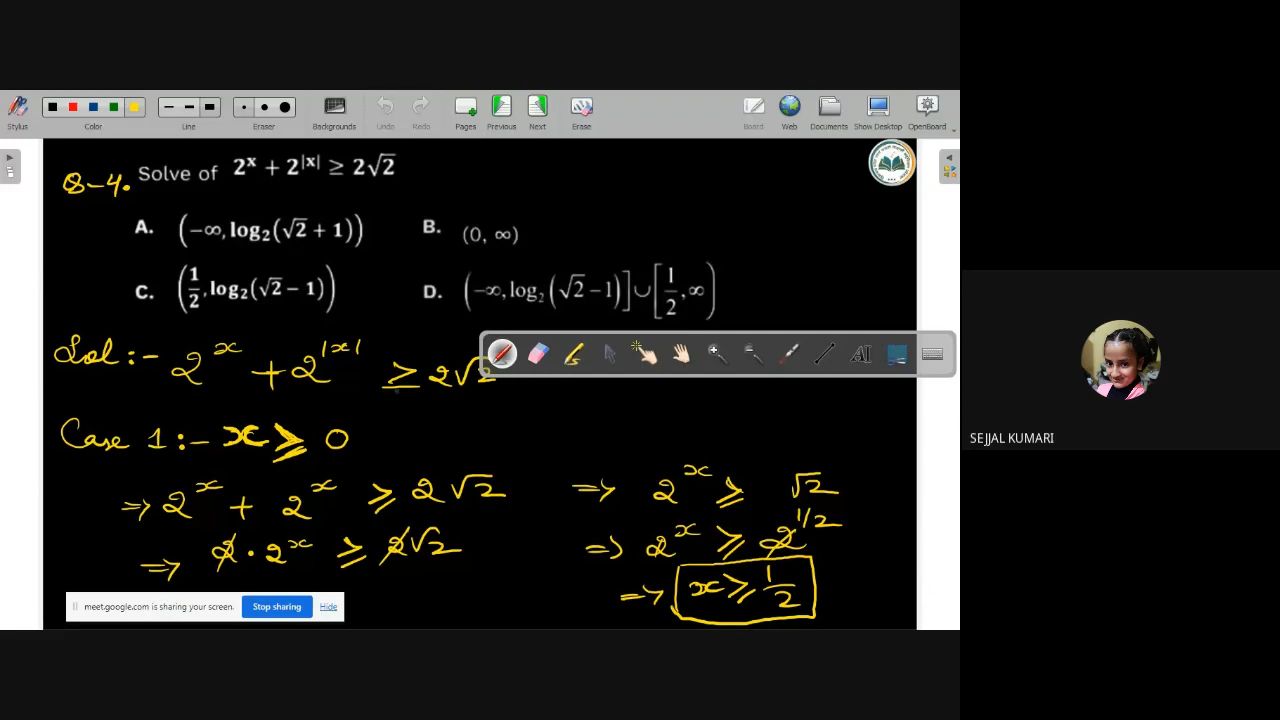 Stylus Color Line Eraser Backgrounds Undo Redo Pages Previous Next Erase Board Web Documents Show Desktop OpenBoard
Q-4. Solve of 2^x + 2^|x| ≥ 2√2
A. (-∞, log₂(√2 + 1)) B. (0, ∞)
C. (1/2, log₂(√2 − 1)) D. (-∞, log₂(√2−1)] ∪ [1/2, ∞)
Sol :- 2^x + 2^|x| ≥ 2√2
Case 1 :- x ≥ 0
⇒ 2^x + 2^x ≥ 2√2
⇒ 2 · 2^x ≥ 2√2
⇒ 2^x ≥ √2
⇒ 2^x ≥ 2^1/2
⇒ x ≥ 1/2
meet.google.com is sharing your screen. Stop sharing Hide
SEJJAL KUMARI